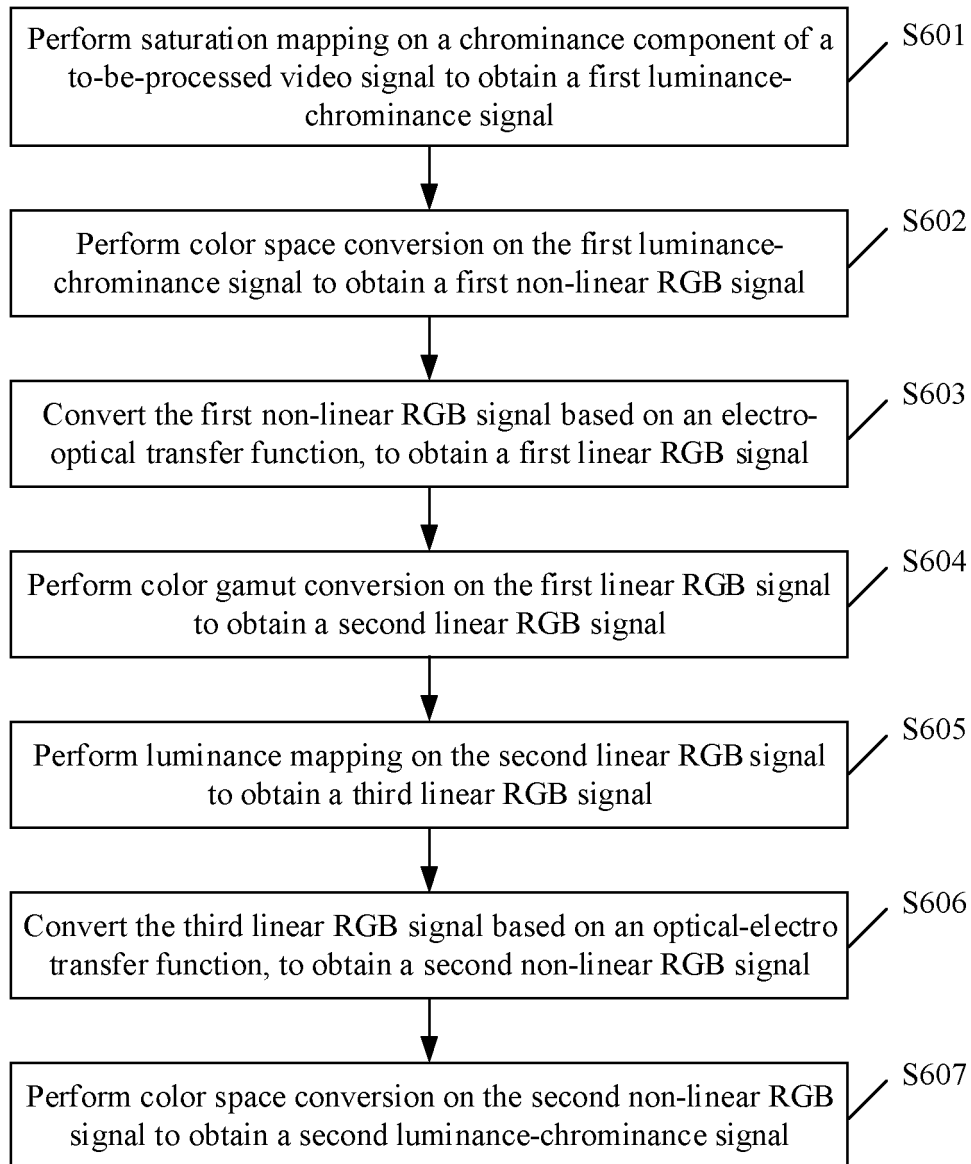 Perform saturation mapping on a chrominance component of a
to-be-processed video signal to obtain a first luminance-
chrominance signal
S601
Perform color space conversion on the first luminance-
chrominance signal to obtain a first non-linear RGB signal
S602
Convert the first non-linear RGB signal based on an electro-
optical transfer function, to obtain a first linear RGB signal
S603
Perform color gamut conversion on the first linear RGB signal
to obtain a second linear RGB signal
S604
Perform luminance mapping on the second linear RGB signal
to obtain a third linear RGB signal
S605
Convert the third linear RGB signal based on an optical-electro
transfer function, to obtain a second non-linear RGB signal
S606
Perform color space conversion on the second non-linear RGB
signal to obtain a second luminance-chrominance signal
S607